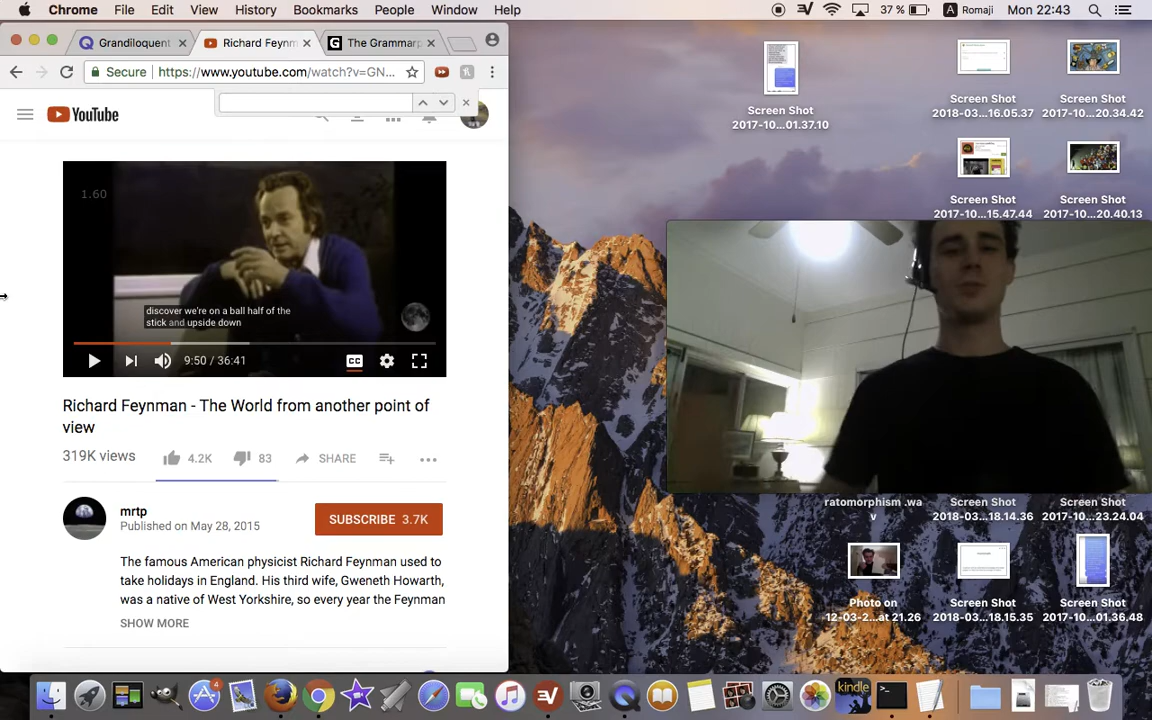 Chrome File Edit View History Bookmarks People Window Help 37 % A Romaji Mon 22:43
Grandiloquent Richard Feynm The Grammarp
Secure https://www.youtube.com/watch?v=GN...
YouTube
1.60
discover we're on a ball half of the
stick and upside down
9:50 / 36:41 CC
Richard Feynman - The World from another point of
view
319K views 4.2K 83 SHARE
mrtp
Published on May 28, 2015
SUBSCRIBE 3.7K
The famous American physicist Richard Feynman used to
take holidays in England. His third wife, Gweneth Howarth,
was a native of West Yorkshire, so every year the Feynman
SHOW MORE
Screen Shot
2017-10...01.37.10
Screen Shot
2018-03...16.05.37
Screen Shot
2017-10...20.34.42
Screen Shot
2017-10...15.47.44
Screen Shot
2017-10...20.40.13
ratomorphism .wa
v
Screen Shot
2018-03...18.14.36
Screen Shot
2017-10...23.24.04
Photo on
12-03-2...at 21.26
Screen Shot
2018-03...18.15.35
Screen Shot
2017-10...01.36.48
4
kindle